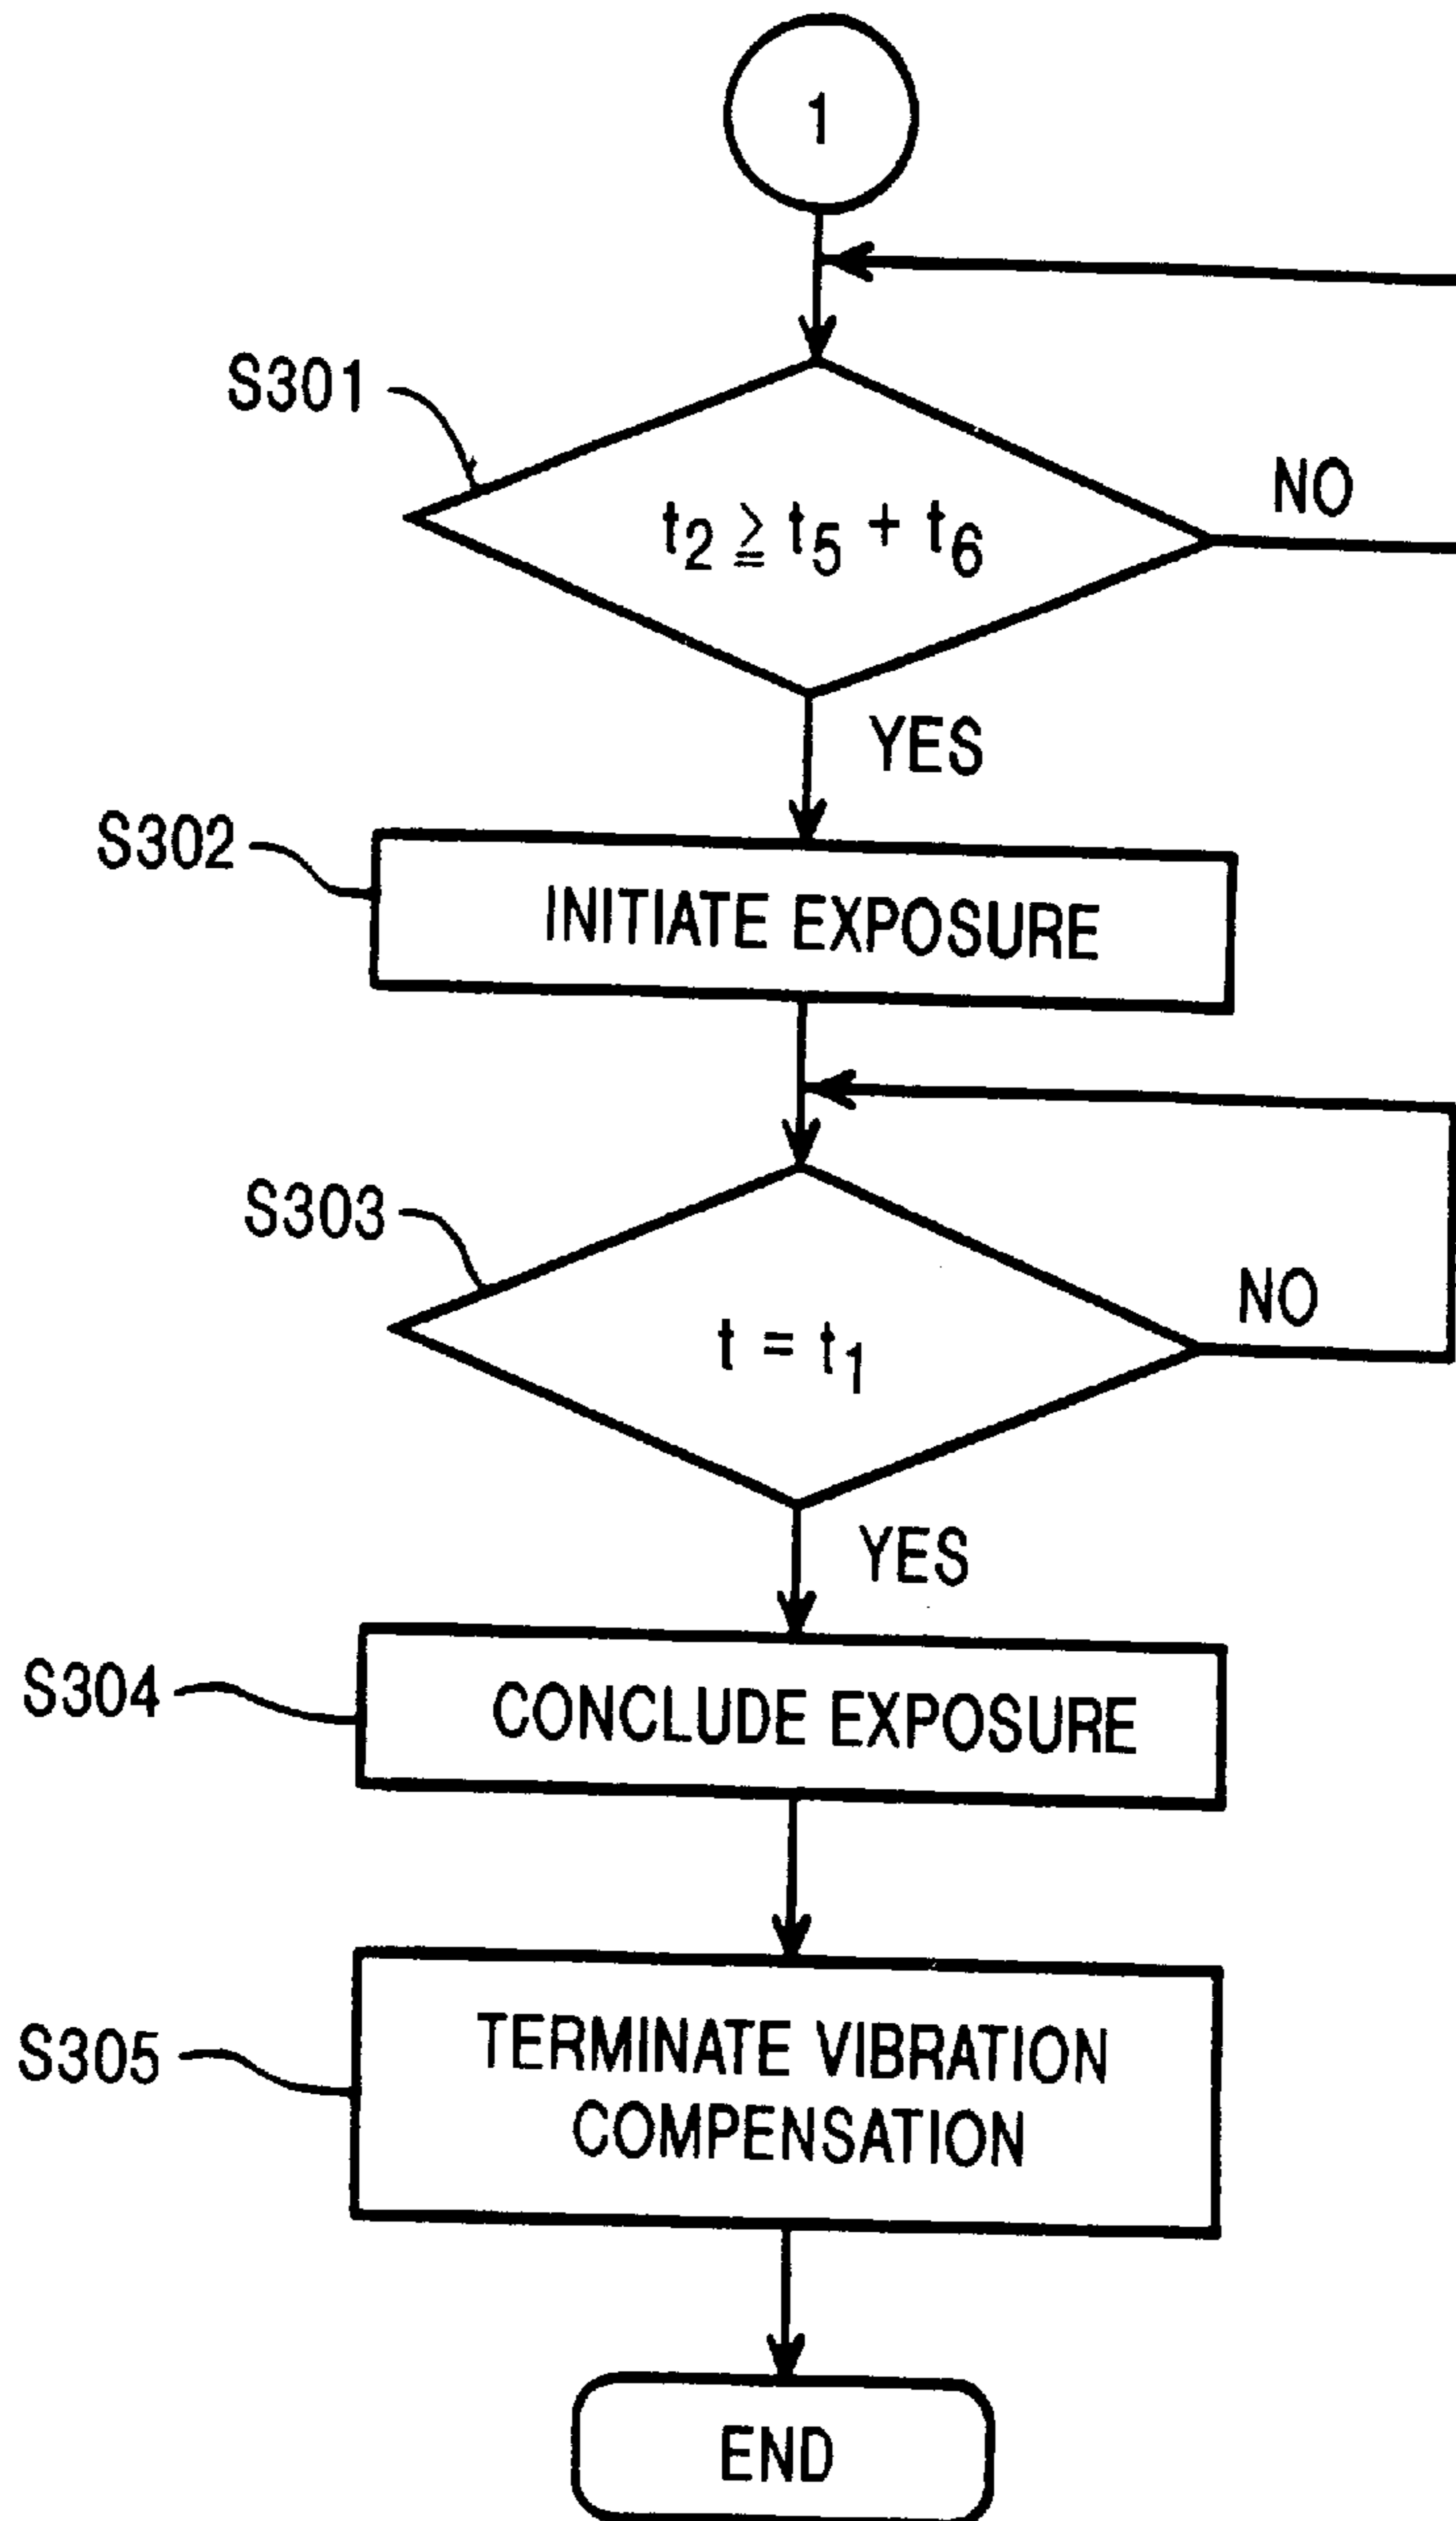 1
S301
t₂ ≧ t₅ + t₆
NO
YES
S302
INITIATE EXPOSURE
S303
t = t₁
NO
YES
S304
CONCLUDE EXPOSURE
S305
TERMINATE VIBRATION
COMPENSATION
END